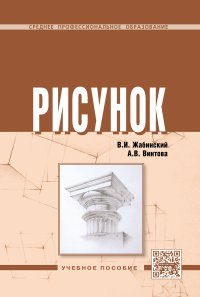 СРЕДНЕЕ ПРОФЕССИОНАЛЬНОЕ ОБРАЗОВАНИЕ
РИСУНОК
В.И. Жабинский
А.В. Винтова
УЧЕБНОЕ ПОСОБИЕ